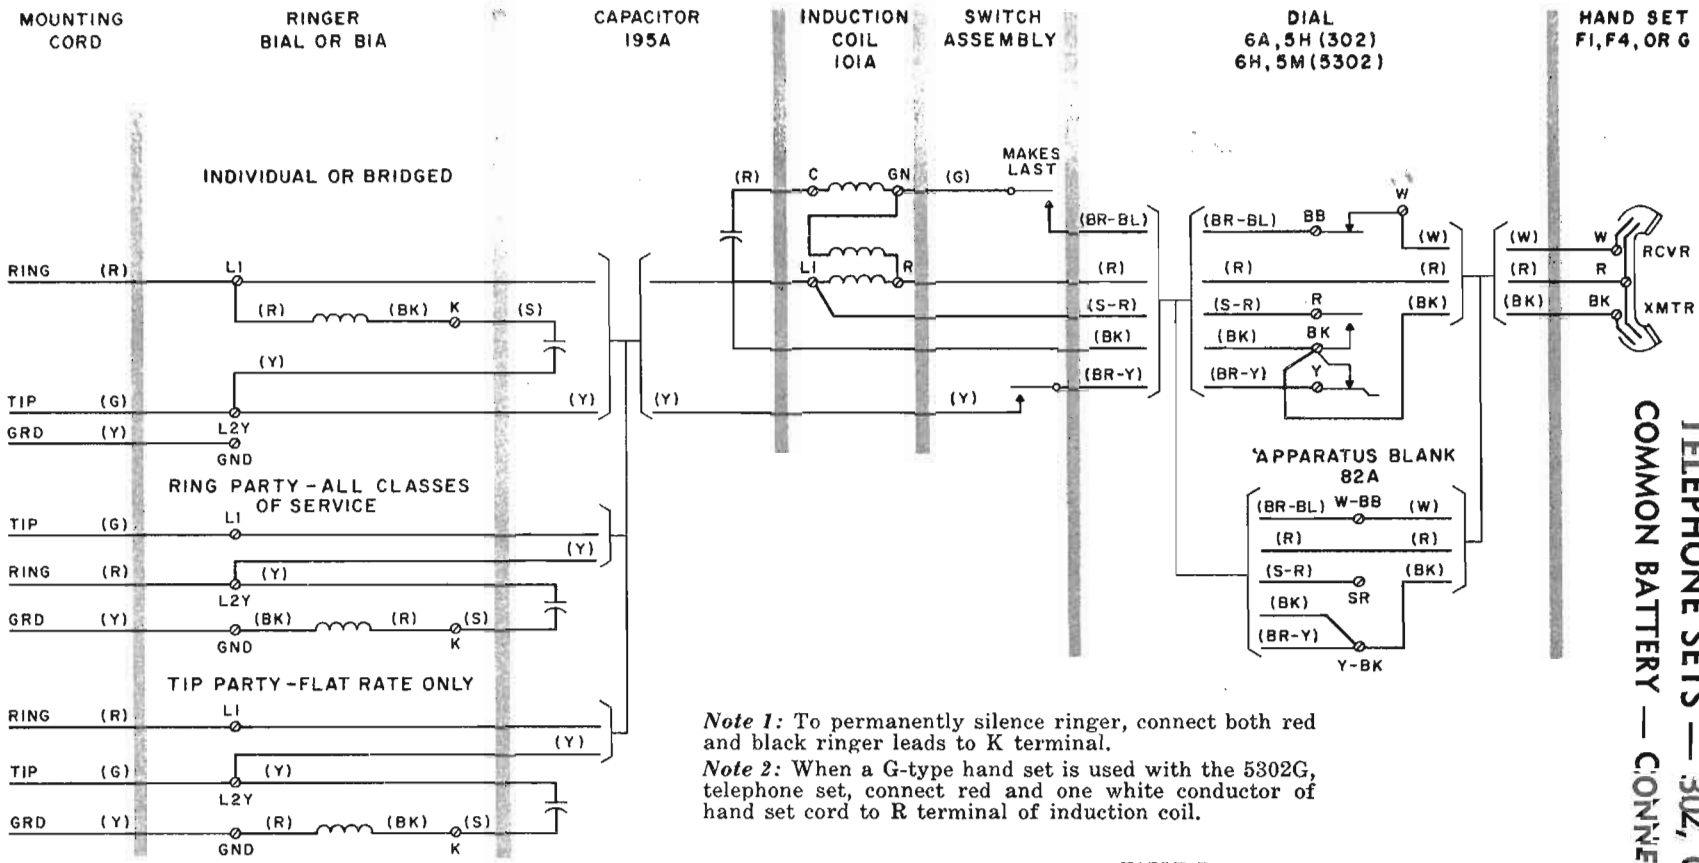 MOUNTING CORD
RINGER BIAL OR BIA
CAPACITOR 195A
INDUCTION COIL 101A
SWITCH ASSEMBLY
DIAL
6A, 5H (302)
6H, 5M (5302)
HAND SET
F1, F4, OR G
INDIVIDUAL OR BRIDGED
RING (R) L1
(R) (BK) K (S)
(Y)
TIP (G) L2Y (Y)
GRD (Y) GND
RING PARTY - ALL CLASSES
OF SERVICE
TIP (G) L1
(Y)
RING (R) L2Y (Y)
GRD (Y) GND (BK) (R) K (S)
TIP PARTY - FLAT RATE ONLY
RING (R) L1
(Y)
TIP (G) L2Y (Y)
GRD (Y) GND (R) (BK) K (S)
(R) C GN (G)
MAKES
LAST
L1 R
(Y) (Y)
(BR-BL)
(R)
(S-R)
(BK)
(BR-Y)
(BR-BL) BB W (W)
(R) (R)
(S-R) R (BK)
(BK) BK
(BR-Y) Y
(W) W RCVR
(R) R
(BK) BK XMTR
APPARATUS BLANK
82A
(BR-BL) W-BB (W)
(R) (R)
(S-R) SR (BK)
(BK)
(BR-Y) Y-BK
Note 1: To permanently silence ringer, connect both red
and black ringer leads to K terminal.
Note 2: When a G-type hand set is used with the 5302G,
telephone set, connect red and one white conductor of
hand set cord to R terminal of induction coil.
TELEPHONE SETS — 302,
COMMON BATTERY —